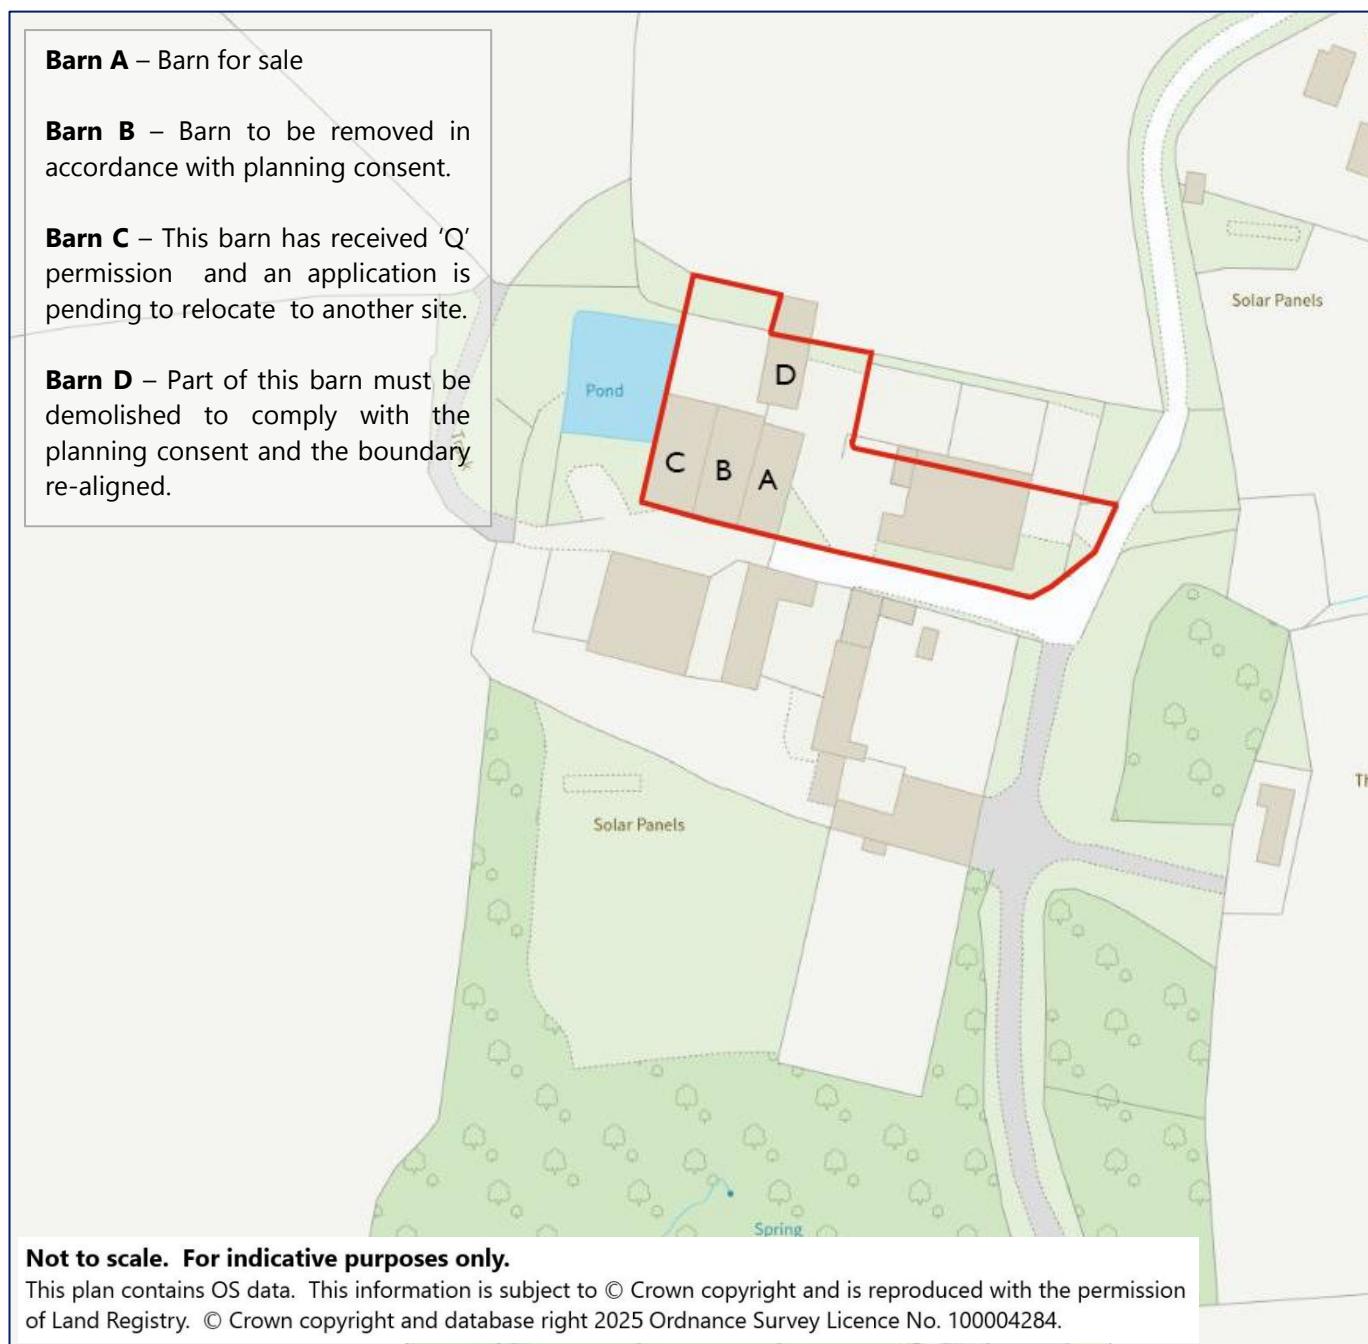 Barn A – Barn for sale
Barn B – Barn to be removed in
accordance with planning consent.
Barn C – This barn has received ‘Q’
permission and an application is
pending to relocate to another site.
Barn D – Part of this barn must be
demolished to comply with the
planning consent and the boundary
re-aligned.
Solar Panels
Pond
D
C
B
A
Track
Solar Panels
Th
Spring
Not to scale. For indicative purposes only.
This plan contains OS data. This information is subject to © Crown copyright and is reproduced with the permission
of Land Registry. © Crown copyright and database right 2025 Ordnance Survey Licence No. 100004284.